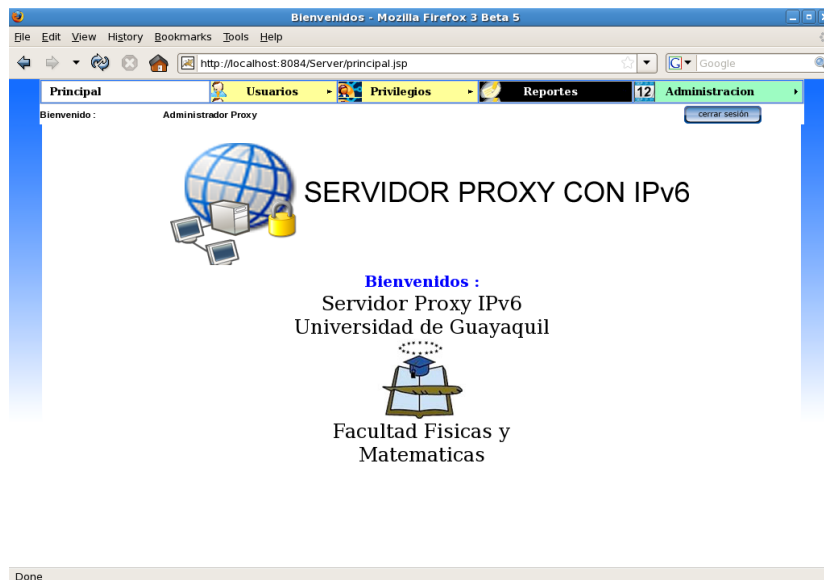 Bienvenidos - Mozilla Firefox 3 Beta 5
File Edit View History Bookmarks Tools Help
http://localhost:8084/Server/principal.jsp
G Google
Principal Usuarios Privilegios Reportes 12 Administracion
Bienvenido : Administrador Proxy cerrar sesión
SERVIDOR PROXY CON IPv6
Bienvenidos :
Servidor Proxy IPv6
Universidad de Guayaquil
Facultad Fisicas y
Matematicas
Done